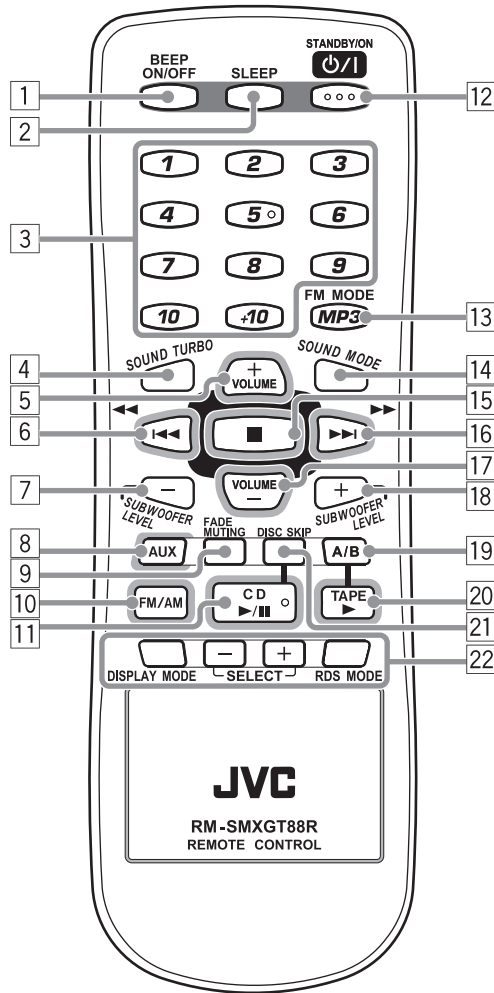 STANDBY/ON
BEEP
ON/OFF
SLEEP
⏻/I
1
2
12
1 2 3
4 5 6
3
7 8 9
FM MODE
10 +10 MP3
13
SOUND TURBO
SOUND MODE
4
14
+
VOLUME
5
15
6
16
VOLUME
–
17
7
–
SUBWOOFER
LEVEL
+
SUBWOOFER
LEVEL
18
8
AUX
FADE
MUTING
DISC SKIP
A/B
19
9
10
FM/AM
CD
►/II
TAPE
►
20
11
21
– +
22
DISPLAY MODE
SELECT
RDS MODE
JVC
RM-SMXGT88R
REMOTE CONTROL